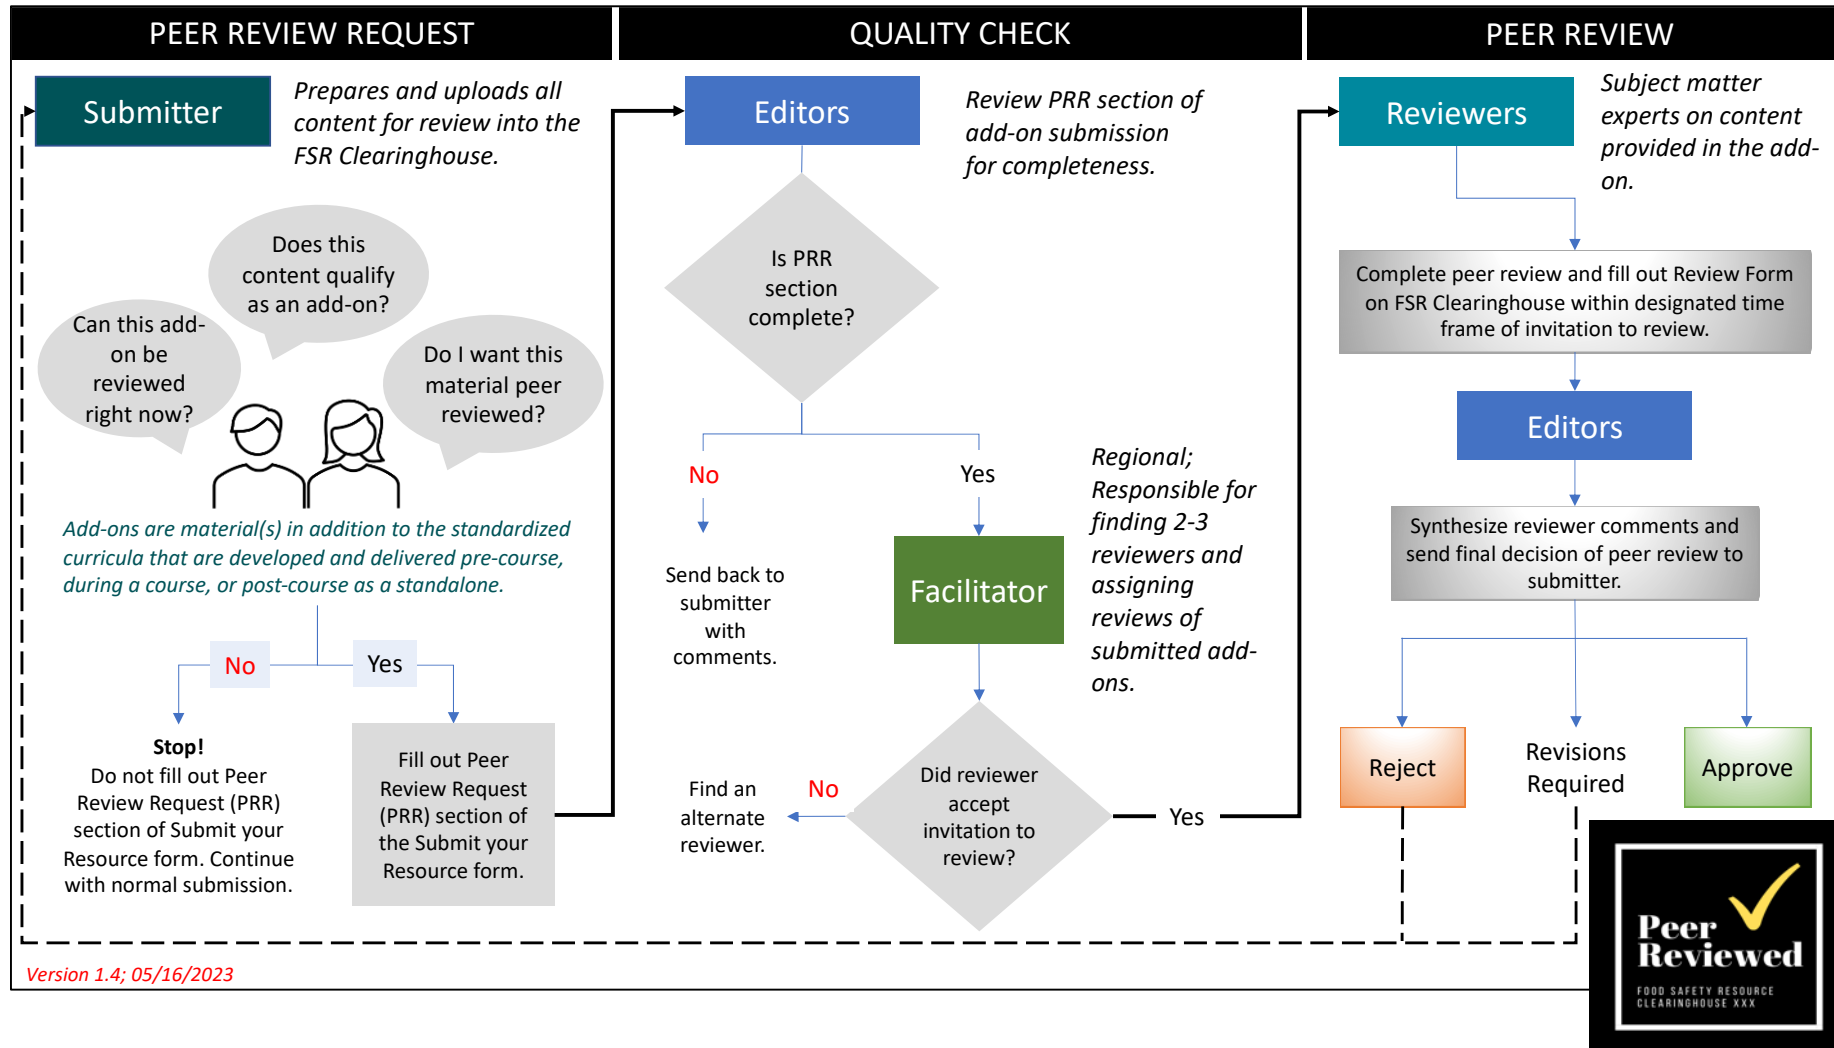 PEER REVIEW REQUEST
Submitter
Prepares and uploads all
content for review into the
FSR Clearinghouse.
Does this
content qualify
as an add-on?
Can this add-
on be
reviewed
right now?
Do I want this
material peer
reviewed?
Add-ons are material(s) in addition to the standardized
curricula that are developed and delivered pre-course,
during a course, or post-course as a standalone.
No
Yes
Stop!
Do not fill out Peer
Review Request (PRR)
section of Submit your
Resource form. Continue
with normal submission.
Fill out Peer
Review Request
(PRR) section of
the Submit your
Resource form.
Version 1.4; 05/16/2023
QUALITY CHECK
Editors
Review PRR section of
add-on submission
for completeness.
Is PRR
section
complete?
No
Yes
Send back to
submitter
with
comments.
Facilitator
Regional;
Responsible for
finding 2-3
reviewers and
assigning
reviews of
submitted add-
ons.
Did reviewer
accept
invitation to
review?
No
Find an
alternate
reviewer.
Yes
PEER REVIEW
Reviewers
Subject matter
experts on content
provided in the add-
on.
Complete peer review and fill out Review Form
on FSR Clearinghouse within designated time
frame of invitation to review.
Editors
Synthesize reviewer comments and
send final decision of peer review to
submitter.
Reject
Revisions
Required
Approve
Peer
Reviewed
FOOD SAFETY RESOURCE
CLEARINGHOUSE XXX